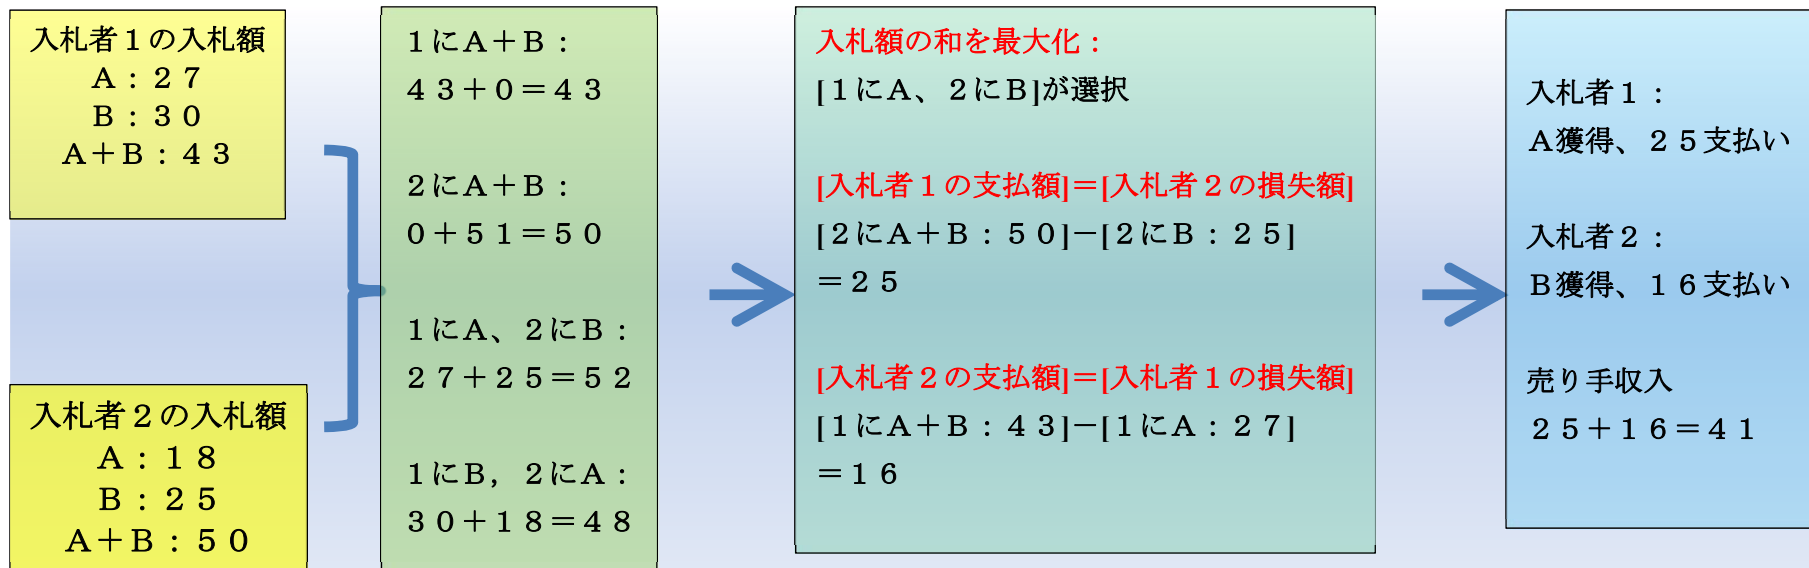 入札者１の入札額
Ａ：２７
Ｂ：３０
Ａ＋Ｂ：４３
入札者２の入札額
Ａ：１８
Ｂ：２５
Ａ＋Ｂ：５０
１にＡ＋Ｂ：
４３＋０＝４３
２にＡ＋Ｂ：
０＋５１＝５０
１にＡ、２にＢ：
２７＋２５＝５２
１にＢ，２にＡ：
３０＋１８＝４８
入札額の和を最大化：
[１にＡ、２にＢ]が選択
[入札者１の支払額]＝[入札者２の損失額]
[２にＡ＋Ｂ：５０]－[２にＢ：２５]
＝２５
[入札者２の支払額]＝[入札者１の損失額]
[１にＡ＋Ｂ：４３]－[１にＡ：２７]
＝１６
入札者１：
Ａ獲得、２５支払い
入札者２：
Ｂ獲得、１６支払い
売り手収入
２５＋１６＝４１